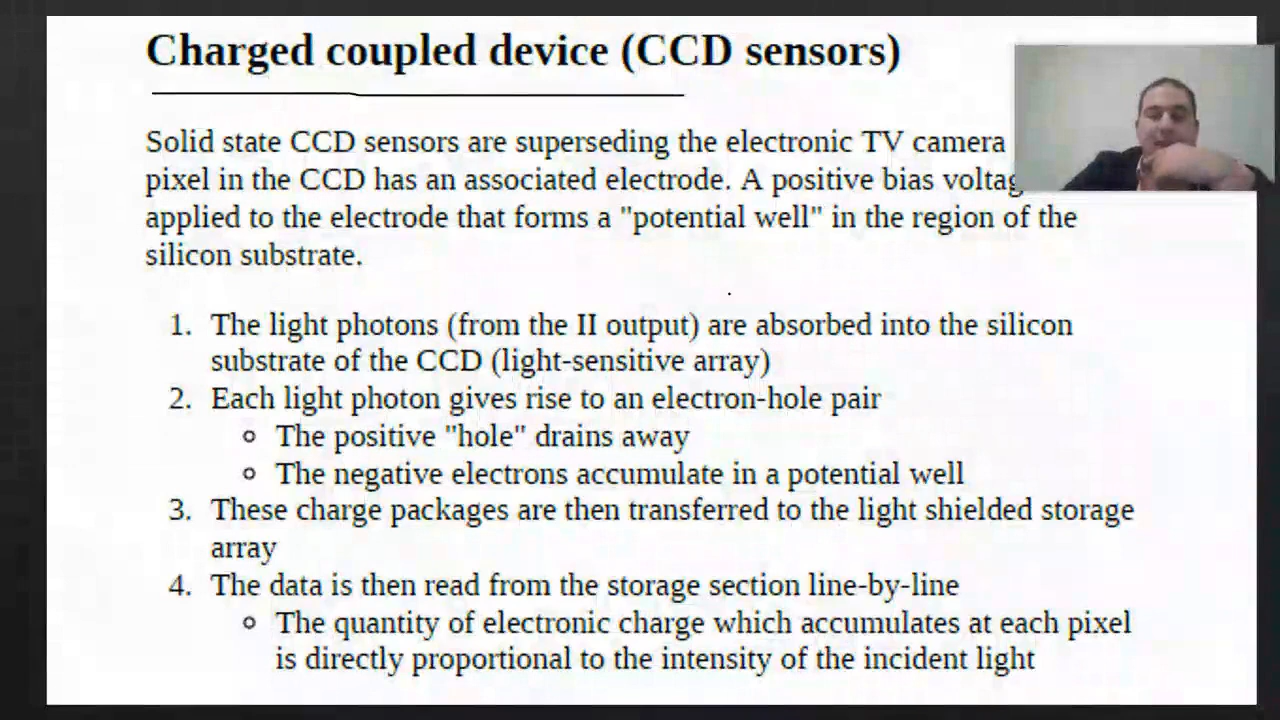 Charged coupled device (CCD sensors)
Solid state CCD sensors are superseding the electronic TV camera
pixel in the CCD has an associated electrode. A positive bias
applied to the electrode that forms a "potential well" in the region of the
silicon substrate.
1. The light photons (from the II output) are absorbed into the silicon
substrate of the CCD (light-sensitive array)
2. Each light photon gives rise to an electron-hole pair
○ The positive "hole" drains away
○ The negative electrons accumulate in a potential well
3. These charge packages are then transferred to the light shielded storage
array
4. The data is then read from the storage section line-by-line
○ The quantity of electronic charge which accumulates at each pixel
is directly proportional to the intensity of the incident light